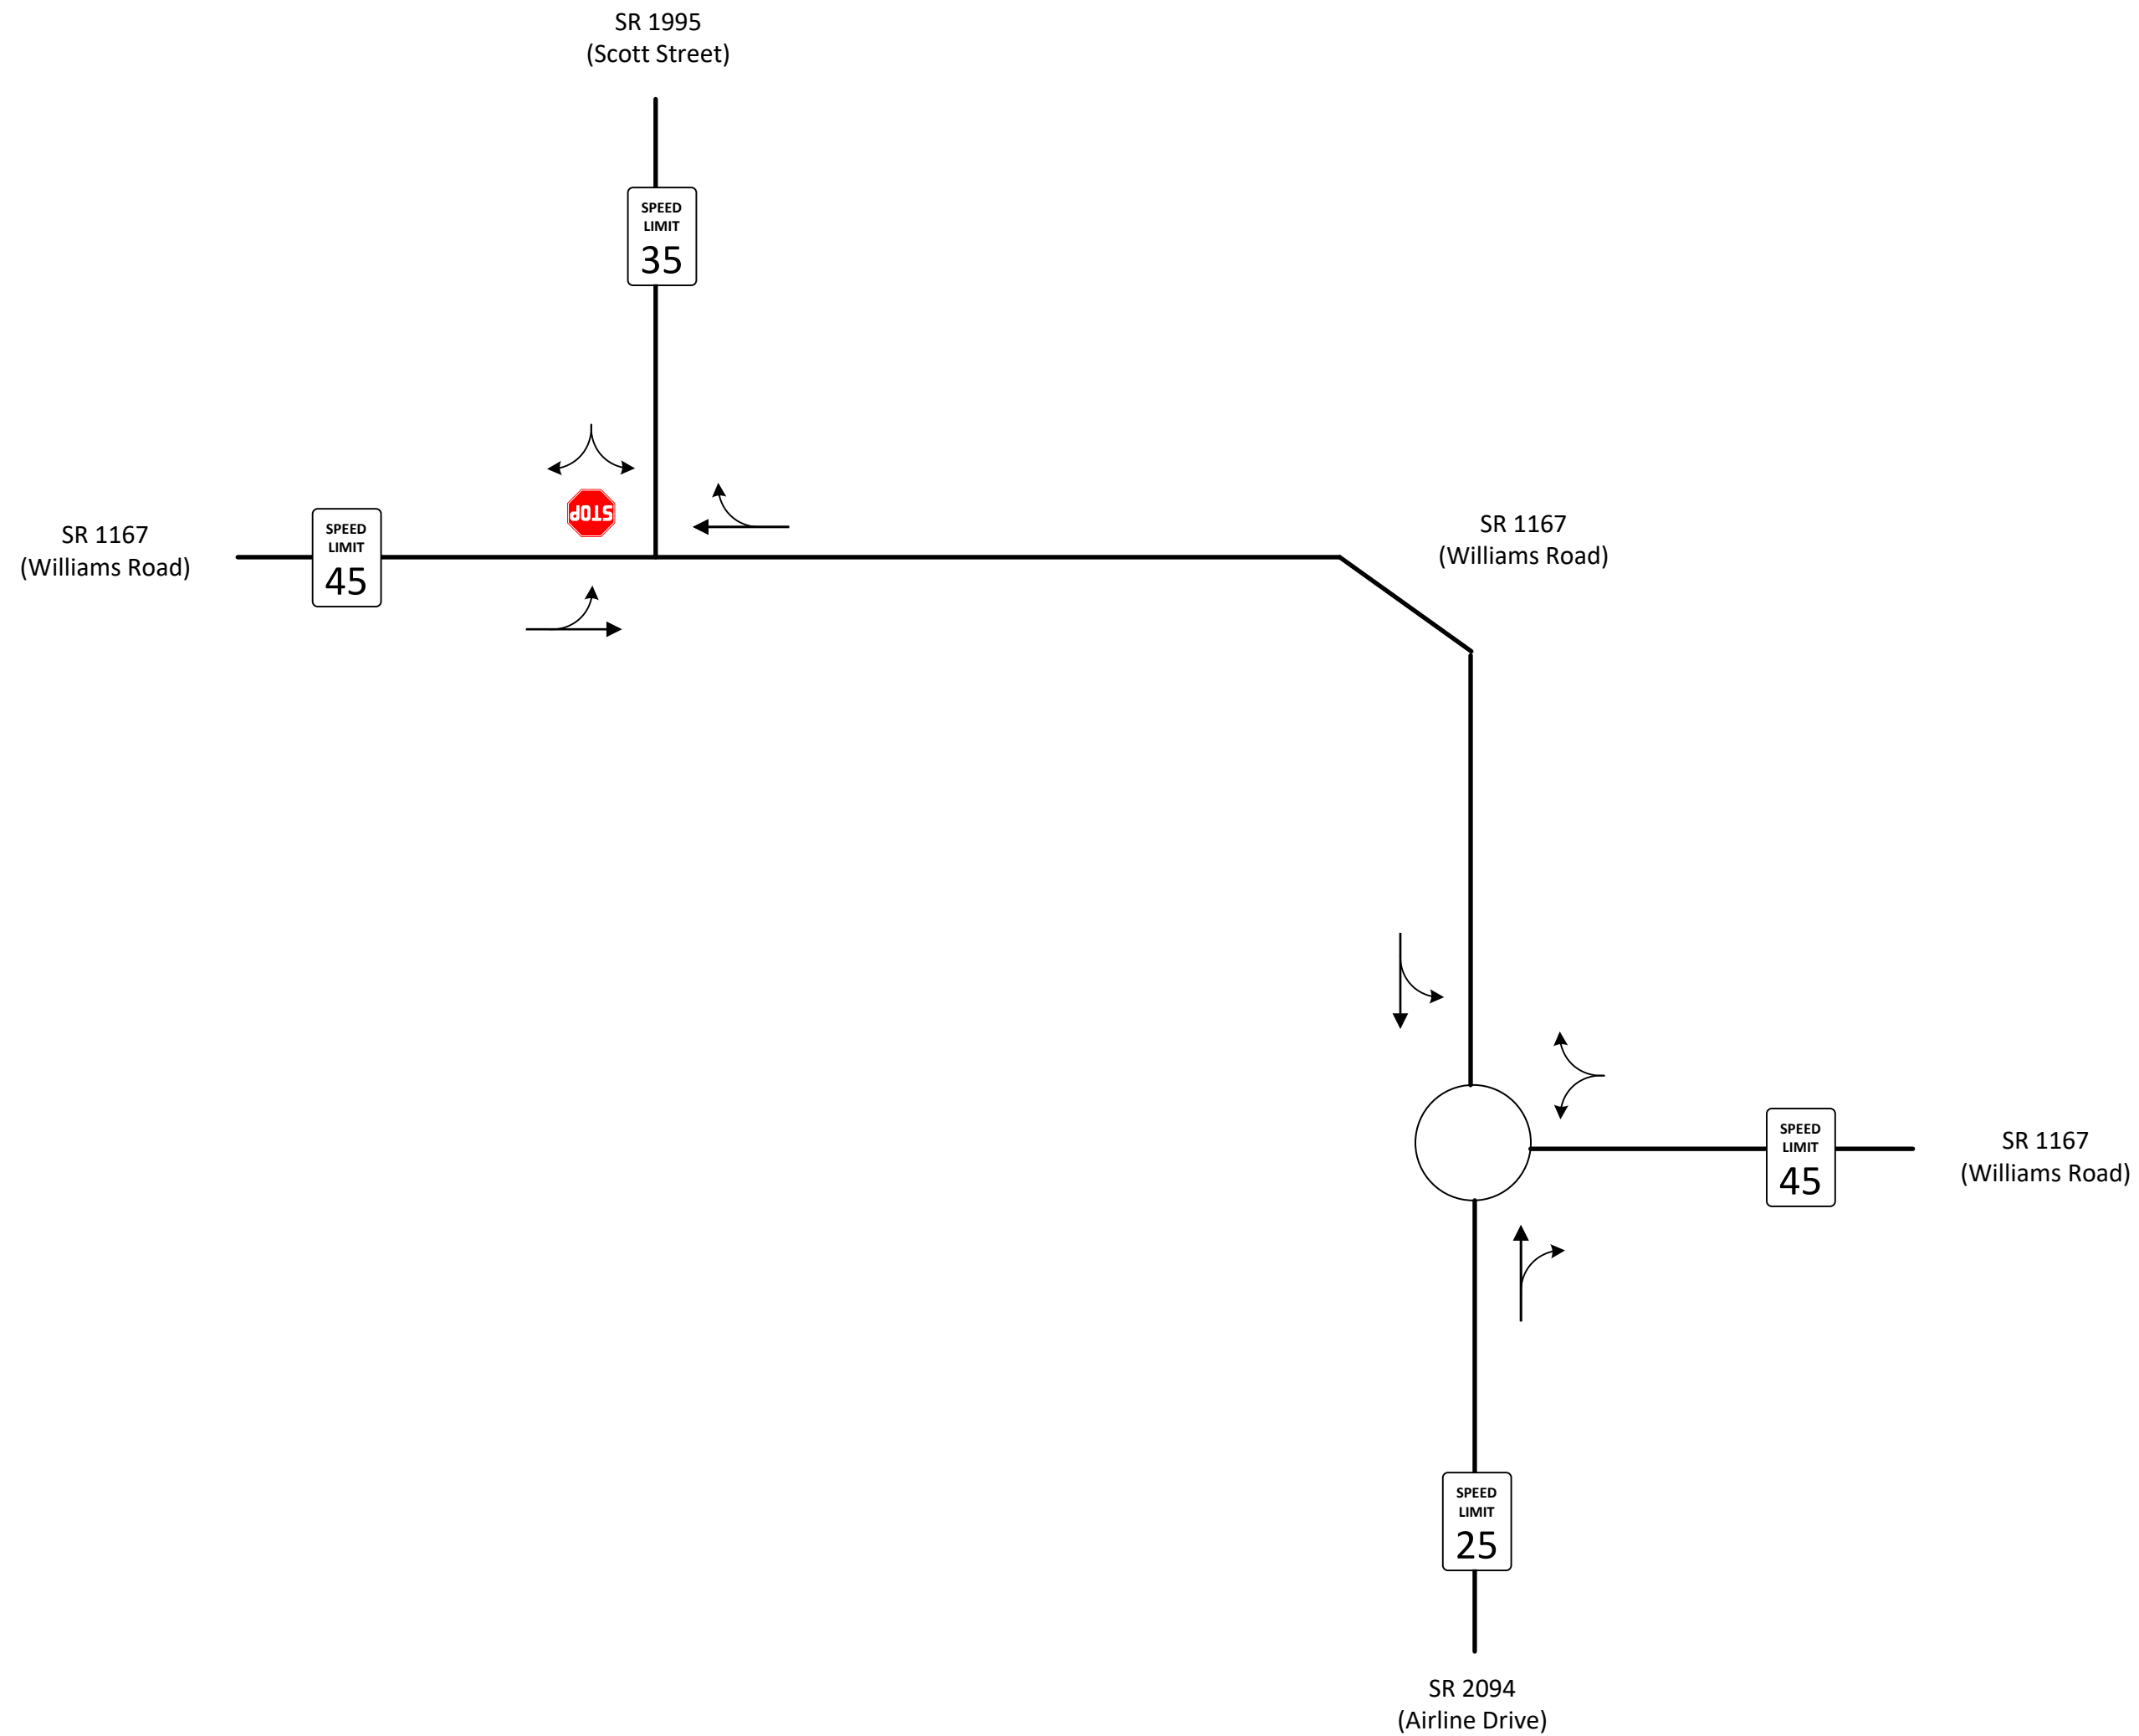 SR 1995
(Scott Street)
SPEED
LIMIT
35
STOP
SR 1167
(Williams Road)
SPEED
LIMIT
45
SR 1167
(Williams Road)
SPEED
LIMIT
45
SR 1167
(Williams Road)
SPEED
LIMIT
25
SR 2094
(Airline Drive)